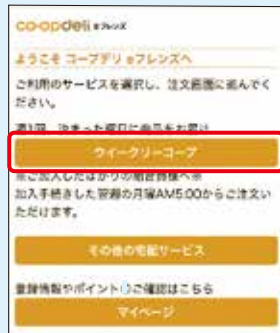 co-opdeli eフレンズ
ようこそ コープデリ eフレンズへ
ご利用のサービスを選択し、注文画面に進んでく
ださい。
週1回、決まった曜日に商品をお届け
ウイークリーコープ
※ご加入したばかりの組合員様へ※
加入手続きした翌週の月曜AM5:00からご注文い
ただけます。
その他の宅配サービス
登録情報やポイントのご確認はこちら
マイページ